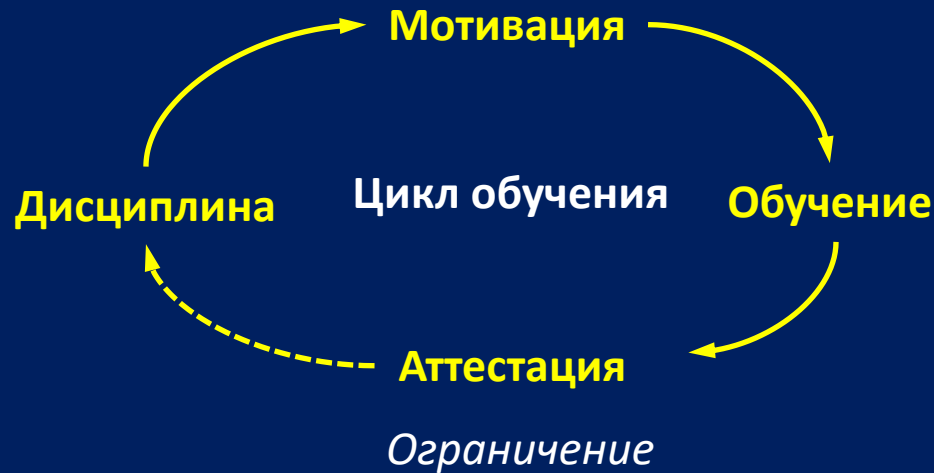 Мотивация
Дисциплина
Цикл обучения
Обучение
Аттестация
Ограничение